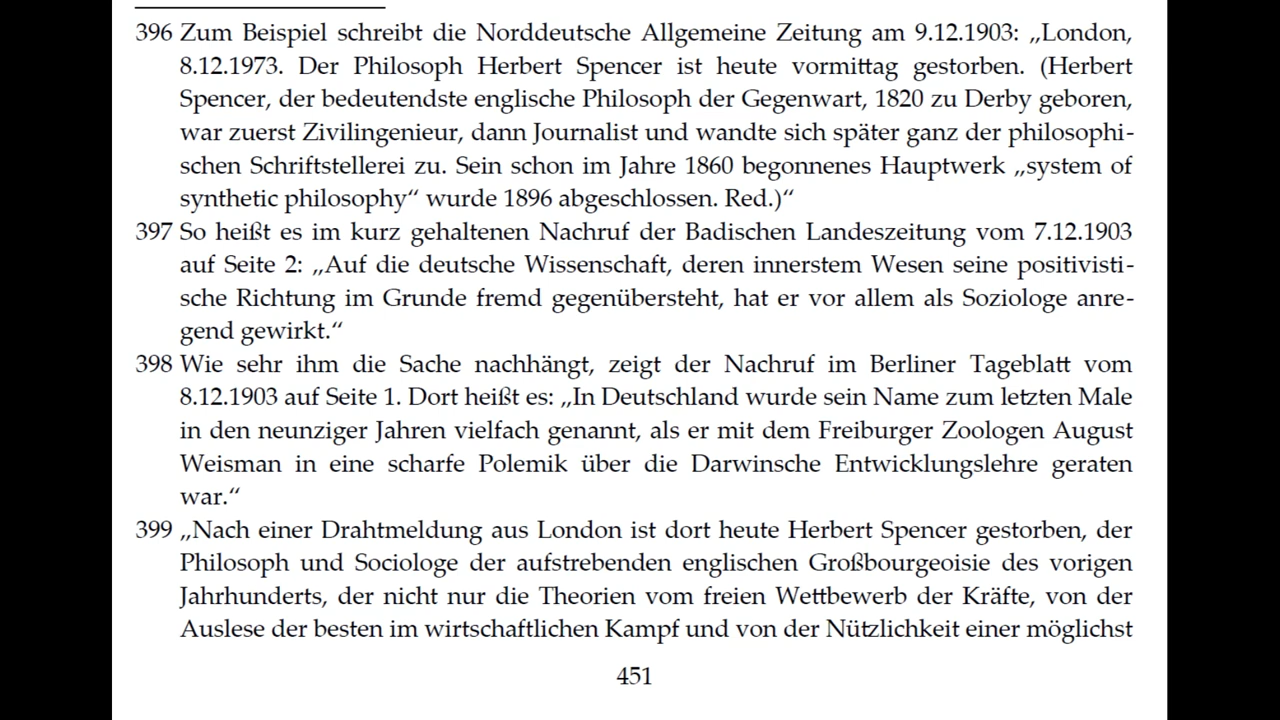 396 Zum Beispiel schreibt die Norddeutsche Allgemeine Zeitung am 9.12.1903: „London,
8.12.1973. Der Philosoph Herbert Spencer ist heute vormittag gestorben. (Herbert
Spencer, der bedeutendste englische Philosoph der Gegenwart, 1820 zu Derby geboren,
war zuerst Zivilingenieur, dann Journalist und wandte sich später ganz der philosophi-
schen Schriftstellerei zu. Sein schon im Jahre 1860 begonnenes Hauptwerk „system of
synthetic philosophy“ wurde 1896 abgeschlossen. Red.)“
397 So heißt es im kurz gehaltenen Nachruf der Badischen Landeszeitung vom 7.12.1903
auf Seite 2: „Auf die deutsche Wissenschaft, deren innerstem Wesen seine positivisti-
sche Richtung im Grunde fremd gegenübersteht, hat er vor allem als Soziologe anre-
gend gewirkt.“
398 Wie sehr ihm die Sache nachhängt, zeigt der Nachruf im Berliner Tageblatt vom
8.12.1903 auf Seite 1. Dort heißt es: „In Deutschland wurde sein Name zum letzten Male
in den neunziger Jahren vielfach genannt, als er mit dem Freiburger Zoologen August
Weisman in eine scharfe Polemik über die Darwinsche Entwicklungslehre geraten
war.“
399 „Nach einer Drahtmeldung aus London ist dort heute Herbert Spencer gestorben, der
Philosoph und Sociologe der aufstrebenden englischen Großbourgeoisie des vorigen
Jahrhunderts, der nicht nur die Theorien vom freien Wettbewerb der Kräfte, von der
Auslese der besten im wirtschaftlichen Kampf und von der Nützlichkeit einer möglichst
451